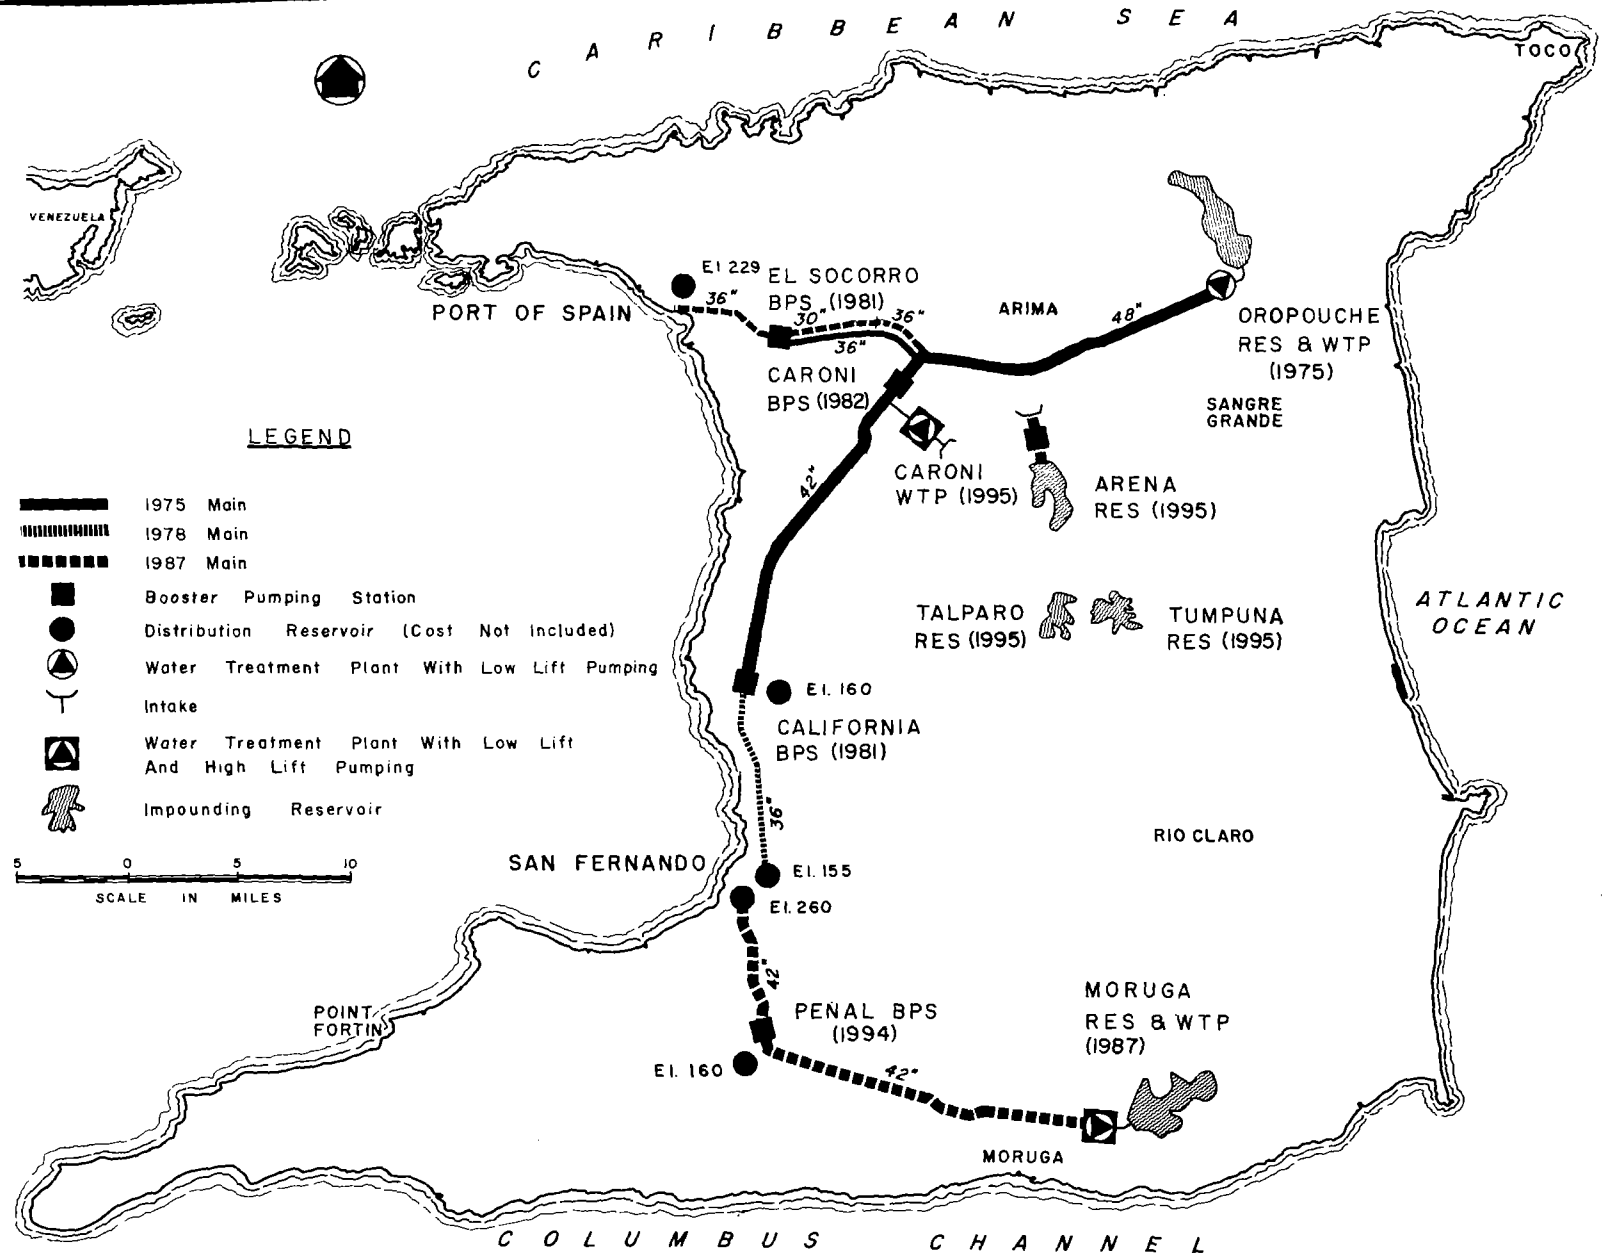 CARIBBEAN SEA
TOCO
VENEZUELA
PORT OF SPAIN
El 229
36"
EL SOCORRO
BPS (1981)
30"
36"
36"
ARIMA
48"
OROPOUCHE
RES & WTP
(1975)
CARONI
BPS (1982)
SANGRE
GRANDE
CARONI
WTP (1995)
ARENA
RES (1995)
42"
LEGEND
1975 Main
1978 Main
1987 Main
Booster Pumping Station
Distribution Reservoir (Cost Not Included)
Water Treatment Plant With Low Lift Pumping
Intake
Water Treatment Plant With Low Lift
And High Lift Pumping
Impounding Reservoir
5 0 5 10
SCALE IN MILES
TALPARO
RES (1995)
TUMPUNA
RES (1995)
ATLANTIC
OCEAN
El. 160
CALIFORNIA
BPS (1981)
36"
RIO CLARO
SAN FERNANDO
El. 155
El. 260
42"
POINT
FORTIN
PEÑAL BPS
(1994)
El. 160
42"
MORUGA
RES & WTP
(1987)
MORUGA
COLUMBUS CHANNEL